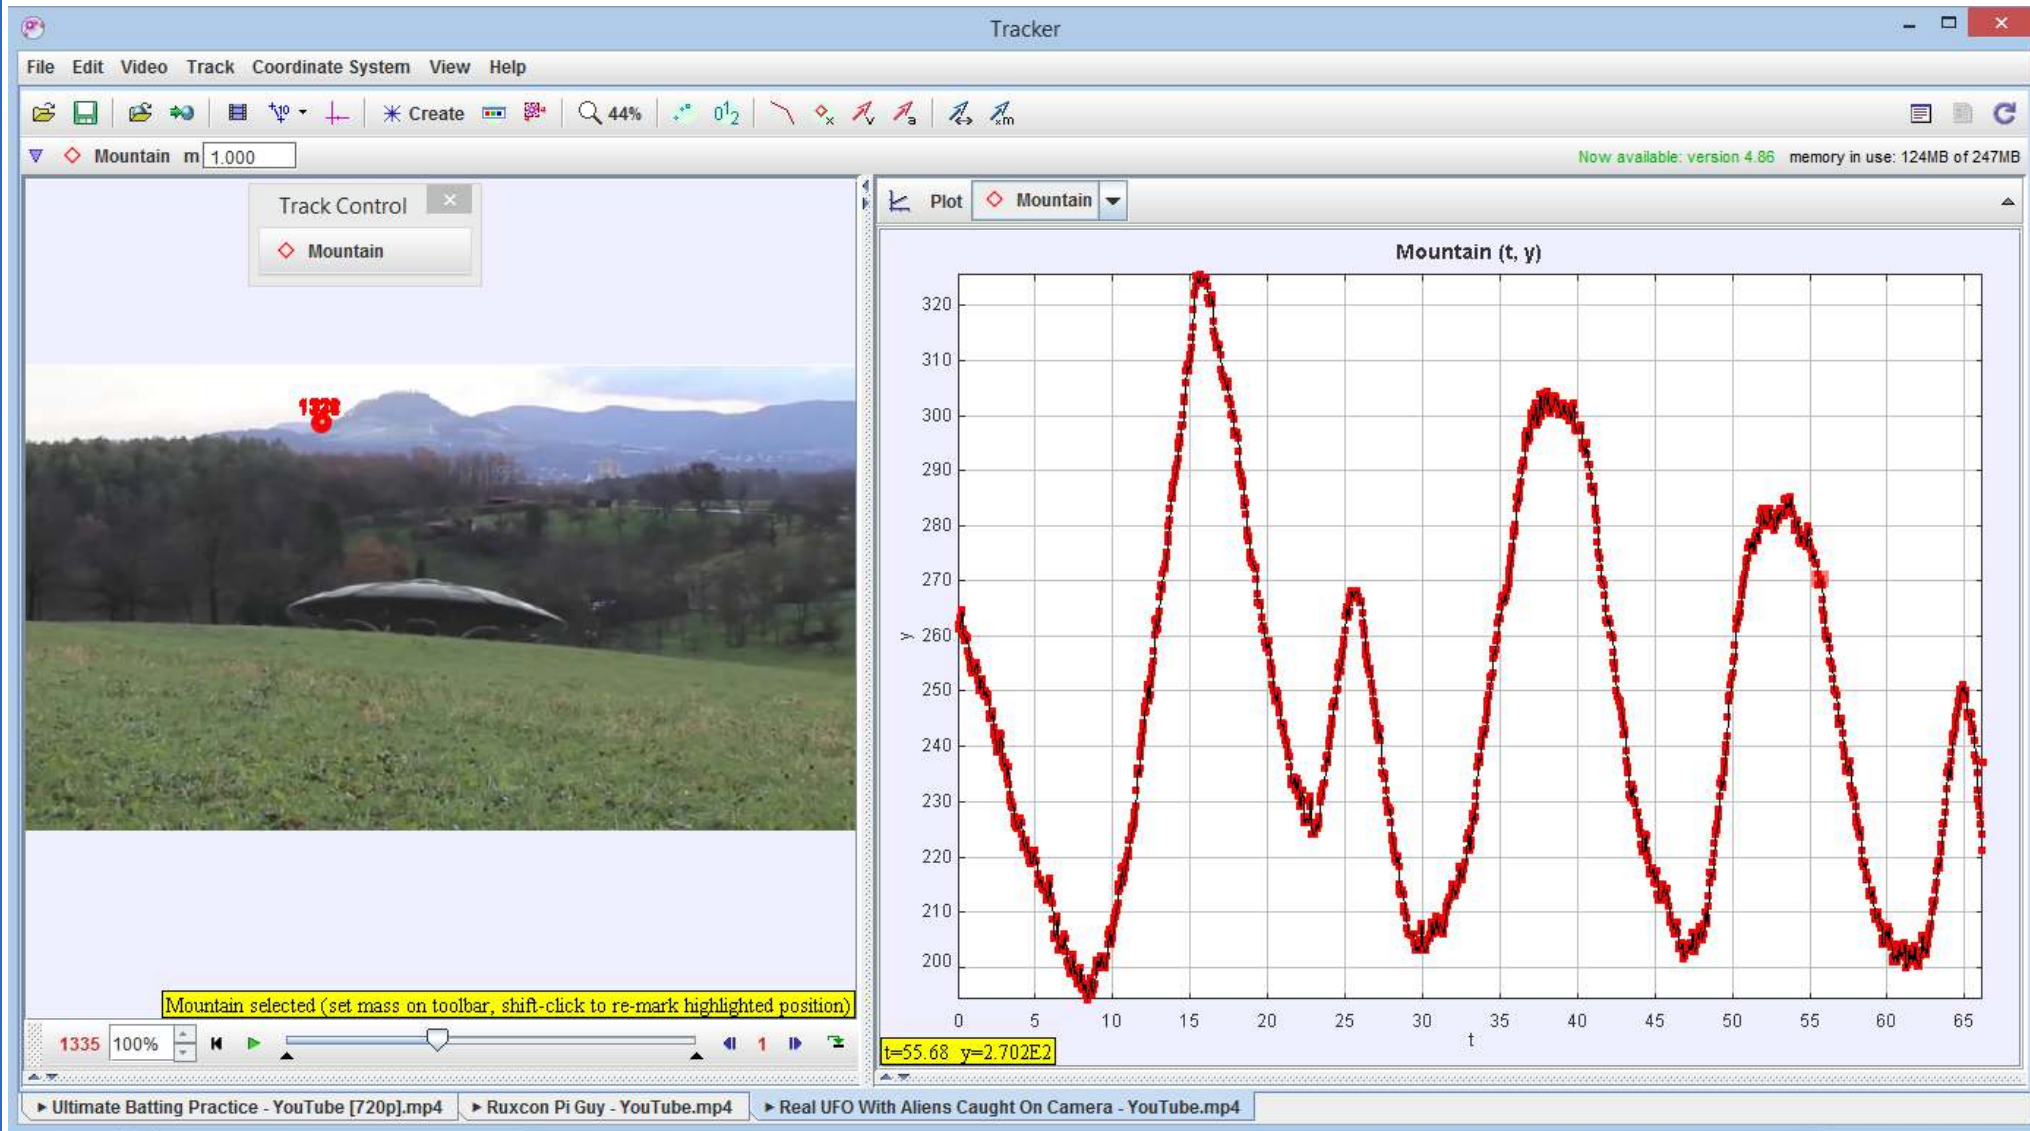 Tracker
File Edit Video Track Coordinate System View Help
Create 44% 0 1 2 x v a xm
Mountain m 1.000 Now available: version 4.86 memory in use: 124MB of 247MB
Track Control
Mountain
Plot Mountain
Mountain (t, y)
320
310
300
290
280
270
260
250
240
230
220
210
200
y
0 5 10 15 20 25 30 35 40 45 50 55 60 65
t
Mountain selected (set mass on toolbar, shift-click to re-mark highlighted position)
1335 100% 1
t=55.68 y=2.702E2
Ultimate Batting Practice - YouTube [720p].mp4 Ruxcon Pi Guy - YouTube.mp4 Real UFO With Aliens Caught On Camera - YouTube.mp4